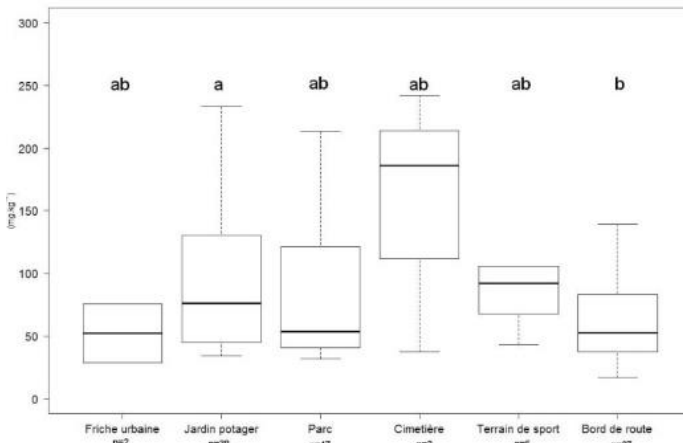 300
250
200
150
100
50
0
(mg.kg⁻¹)
ab a ab ab ab b
Friche urbaine Jardin potager Parc Cimetière Terrain de sport Bord de route